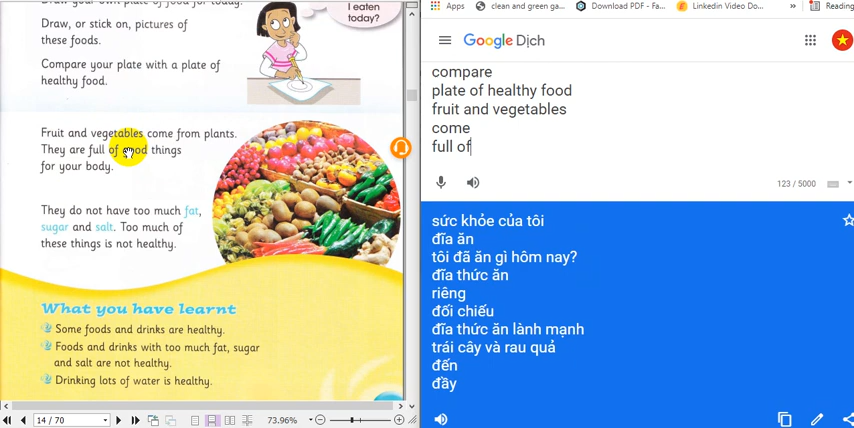 Draw your own plate of food for today.
Draw, or stick on, pictures of
these foods.
Compare your plate with a plate of
healthy food.
I eaten
today?
Fruit and vegetables come from plants.
They are full of good things
for your body.
They do not have too much fat,
sugar and salt. Too much of
these things is not healthy.
What you have learnt
Some foods and drinks are healthy.
Foods and drinks with too much fat, sugar
and salt are not healthy.
Drinking lots of water is healthy.
14 / 70
73.96%
Apps
clean and green ga...
Download PDF - Fa...
Linkedin Video Do...
»
Reading
Google Dịch
compare
plate of healthy food
fruit and vegetables
come
full of
123 / 5000
sức khỏe của tôi
đĩa ăn
tôi đã ăn gì hôm nay?
đĩa thức ăn
riêng
đối chiếu
đĩa thức ăn lành mạnh
trái cây và rau quả
đến
đầy